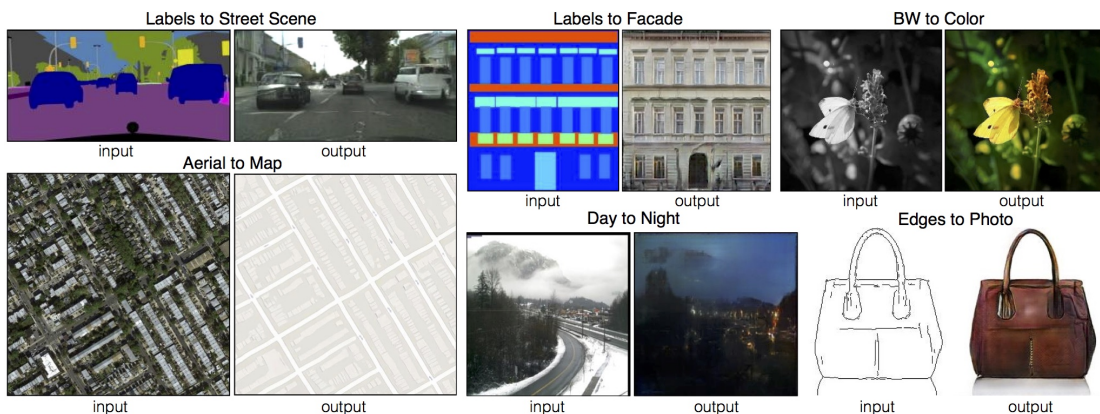 Labels to Street Scene
input
output
Aerial to Map
input
output
Labels to Facade
input
output
BW to Color
input
output
Day to Night
input
output
Edges to Photo
input
output